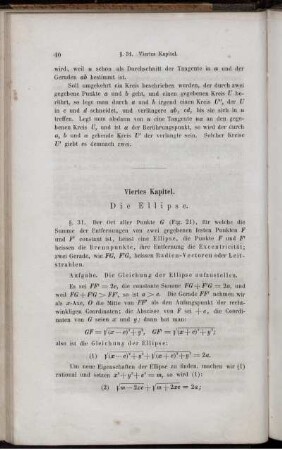 40 § 31. Viertes Kapitel.
wird, weil u schon als Durchschnitt der Tangente in α und der
Geraden ab bestimmt ist.
Soll umgekehrt ein Kreis beschrieben werden, der durch zwei
gegebene Punkte a und b geht, und einen gegebenen Kreis U be-
rührt, so lege man durch a und b irgend einen Kreis U', der U
in c und d schneidet, und verlängere ab, cd, bis sie sich in u
treffen. Legt man alsdann von u eine Tangente an den gegebe-
nen Kreis U, und ist α der Berührungspunkt, so wird der durch
a, b und α gehende Kreis U'' der verlangte sein. Solcher Kreise
U'' giebt es demnach zwei.
Viertes Kapitel.
Die Ellipse.
§. 31. Der Ort aller Punkte G (Fig. 21), für welche die
Summe der Entfernungen von zwei gegebenen festen Punkten F
und F' constant ist, heisst eine Ellipse, die Punkte F und F'
heissen die Brennpunkte, ihre Entfernung die Excentricität;
zwei Gerade, wie FG, F'G, heissen Radien-Vectoren oder Leit-
strahlen.
Aufgabe. Die Gleichung der Ellipse aufzustellen.
Es sei FF' = 2e, die constante Summe FG + F'G = 2a, und
weil FG + F'G > FF', so ist a > e. Die Gerade FF' nehmen wir
als x-Axe, O die Mitte von FF' als den Anfangspunkt der recht-
winkligen Coordinaten; die Abscisse von F sei + e, die Coordi-
naten von G seien x und y; dann hat man:
GF = √(x − e)² + y², GF' = √(x + e)² + y²;
also ist die Gleichung der Ellipse:
(1) √(x − e)² + y² + √(x + e)² + y² = 2a.
Um neue Eigenschaften der Ellipse zu finden, machen wir (1)
rational und setzen x² + y² + e² = m, so wird (1):
(2) √m − 2ex + √m + 2ex = 2a;